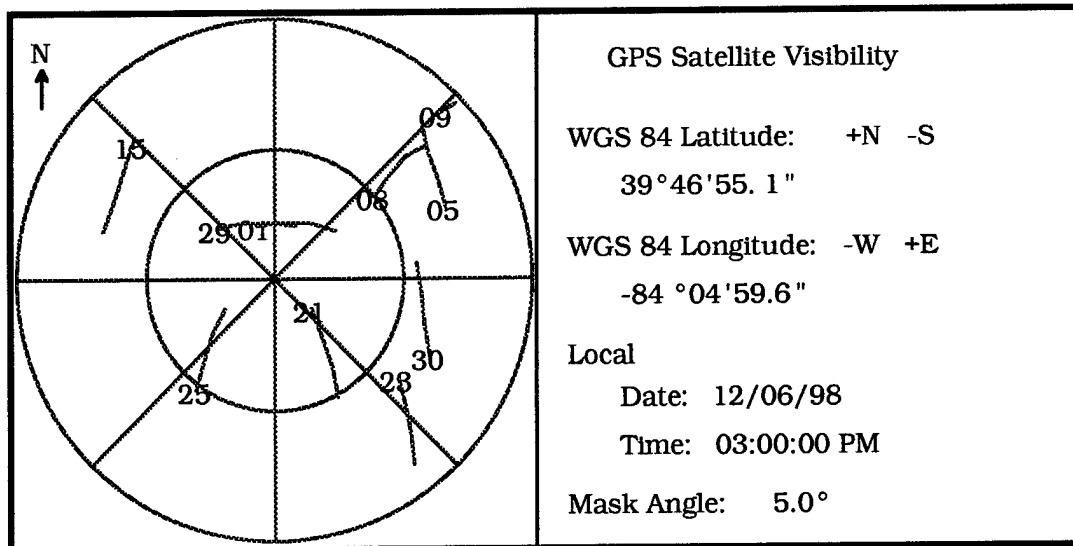 N
09
15
08
05
29 01
21
30
28
25
GPS Satellite Visibility
WGS 84 Latitude: +N -S
39°46'55. 1"
WGS 84 Longitude: -W +E
-84 °04'59.6"
Local
Date: 12/06/98
Time: 03:00:00 PM
Mask Angle: 5.0°